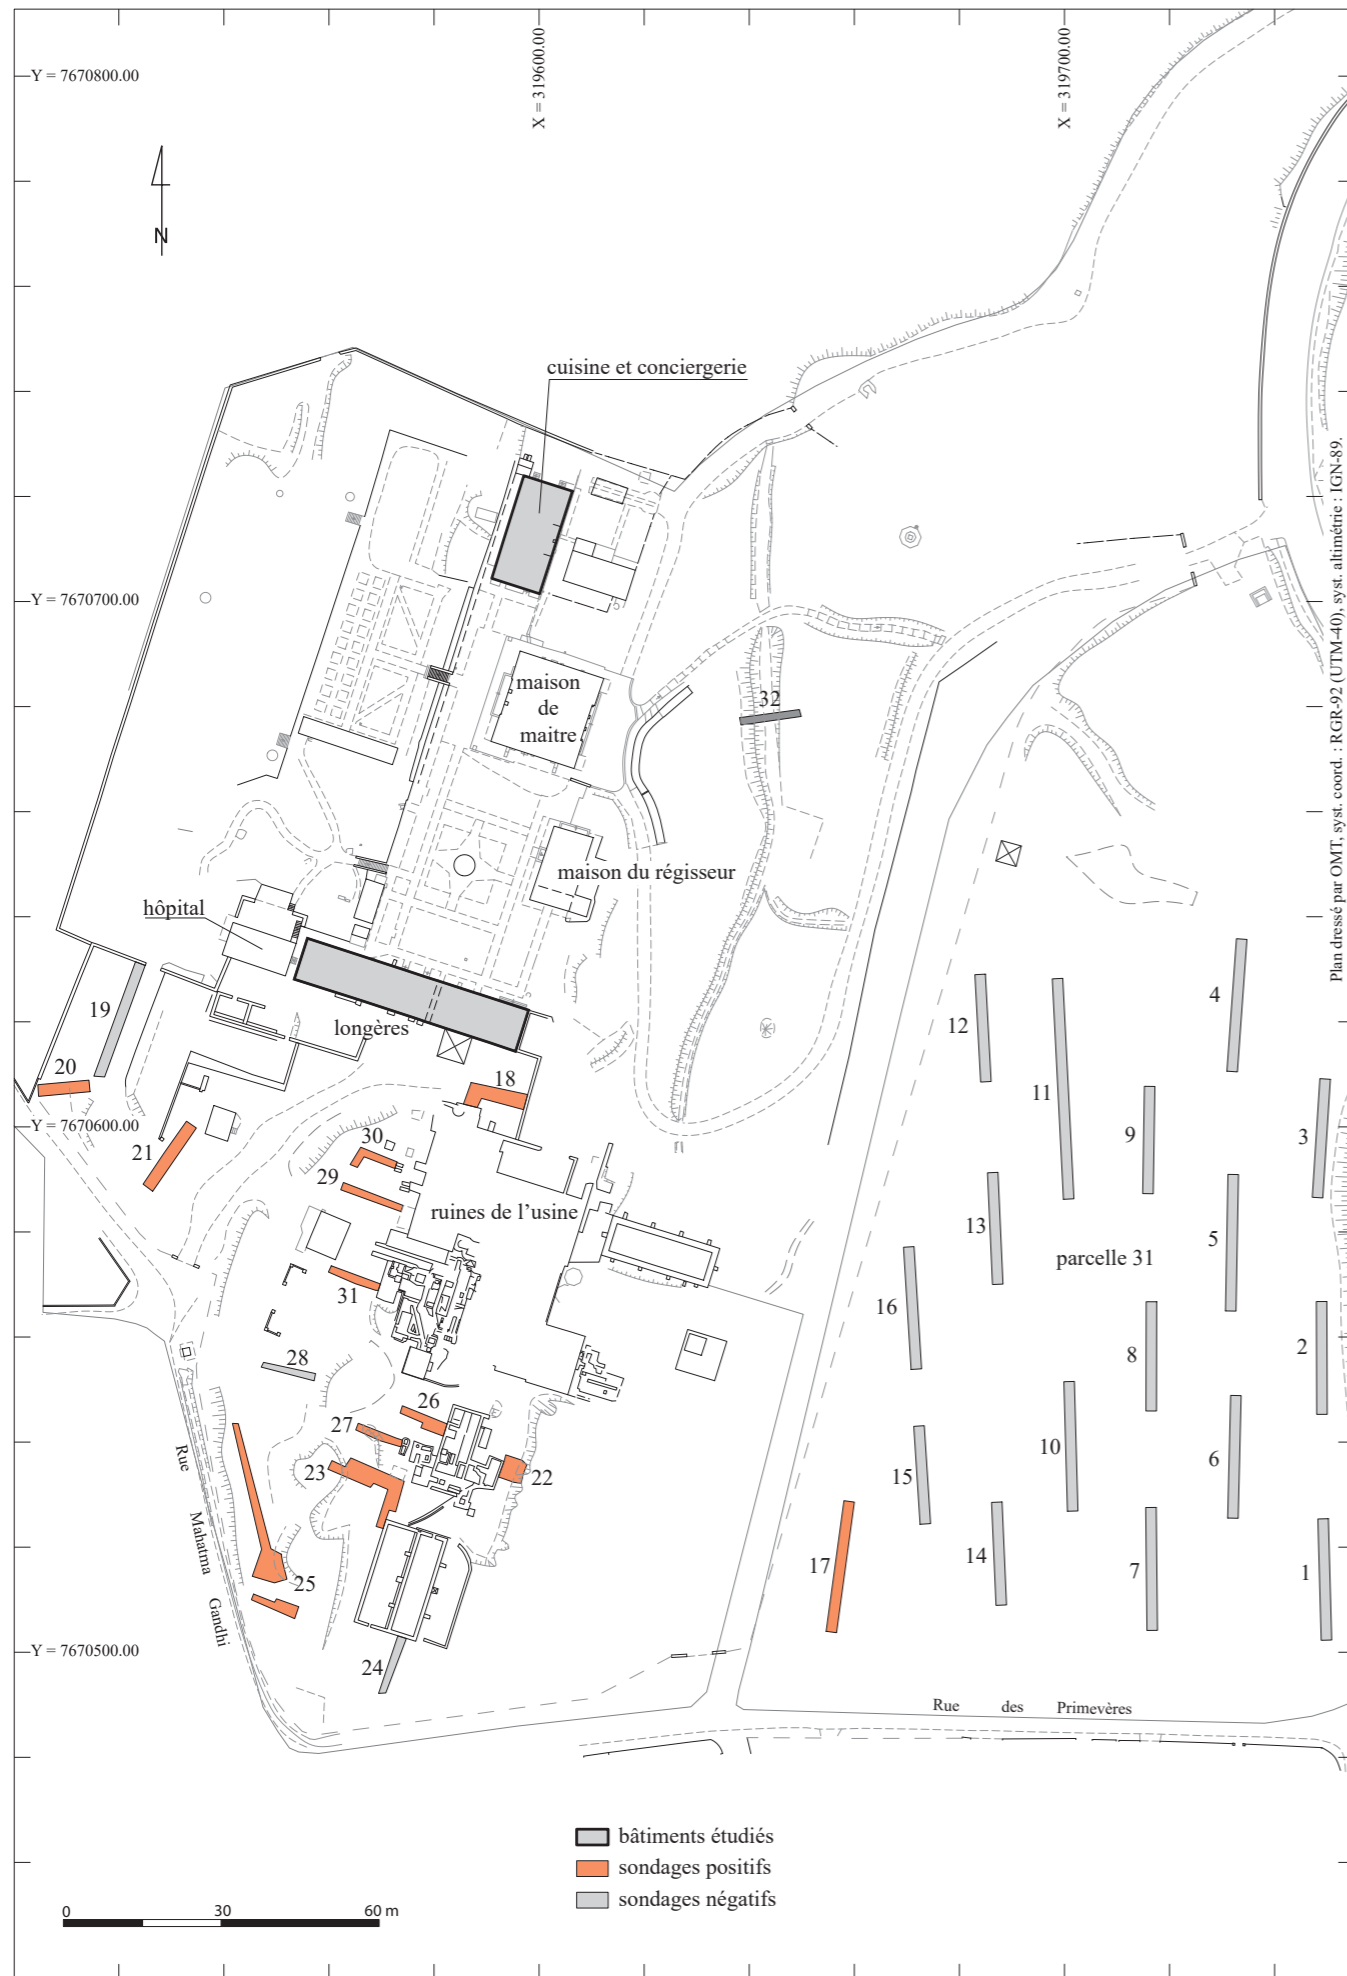 Y = 7670800.00
X = 319600.00
X = 319700.00
N
cuisine et conciergerie
Plan dressé par OMT, syst. coord. : RGR-92 (UTM-40), syst. altimétrie : IGN-89.
Y = 7670700.00
maison
de
maitre
32
maison du régisseur
hôpital
19
longères
4
12
11
20
18
Y = 7670600.00
9
3
21
30
29
ruines de l'usine
13
5
parcelle 31
31
16
28
8
2
26
27
23
22
10
15
6
Rue Mahatma Gandhi
17
14
7
1
25
Y = 7670500.00
24
Rue des Primevères
bâtiments étudiés
sondages positifs
sondages négatifs
0 30 60 m